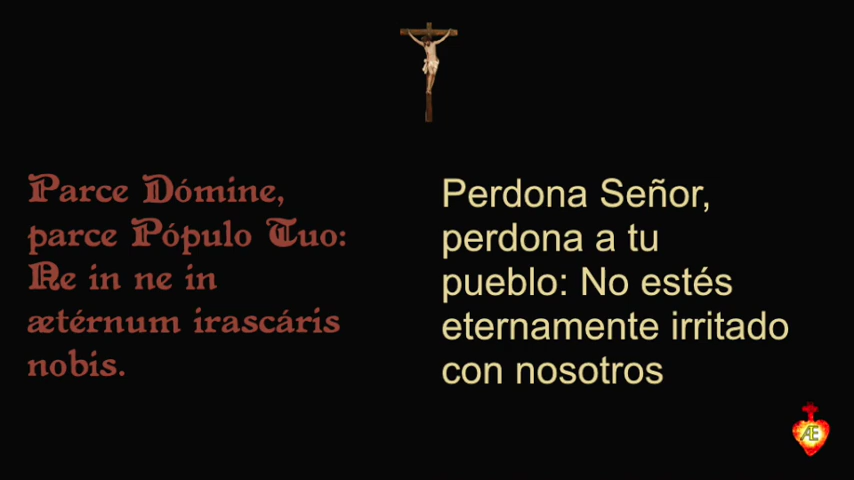 Parce Dómine,
parce Pópulo Tuo:
Ne in ne in
ætérnum irascáris
nobis.
Perdona Señor,
perdona a tu
pueblo: No estés
eternamente irritado
con nosotros
Æ